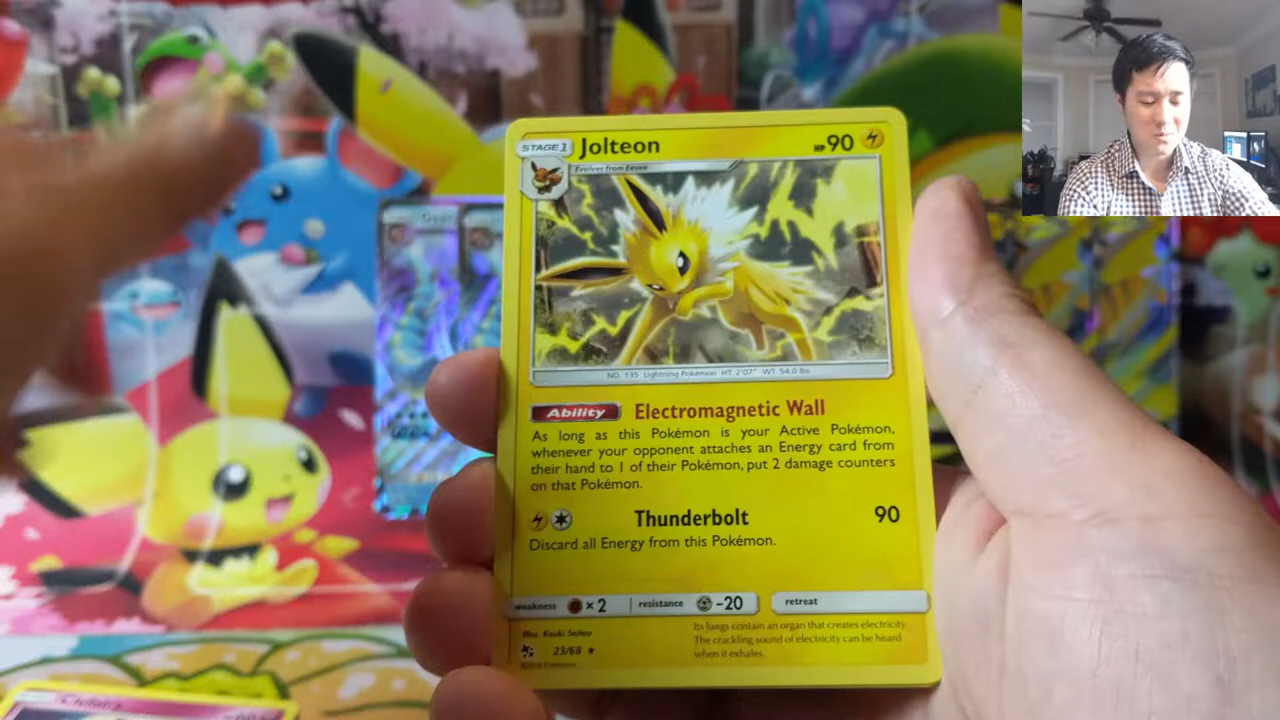 STAGE 1 Jolteon HP 90
Evolves from Eevee
NO. 135 Lightning Pokémon HT: 2'07" WT: 54.0 lbs.
Ability Electromagnetic Wall
As long as this Pokémon is your Active Pokémon,
whenever your opponent attaches an Energy card from
their hand to 1 of their Pokémon, put 2 damage counters
on that Pokémon.
Thunderbolt 90
Discard all Energy from this Pokémon.
weakness ×2 resistance -20 retreat
Its lungs contain an organ that creates electricity.
The crackling sound of electricity can be heard
when it exhales.
Illus.
23/68 ★